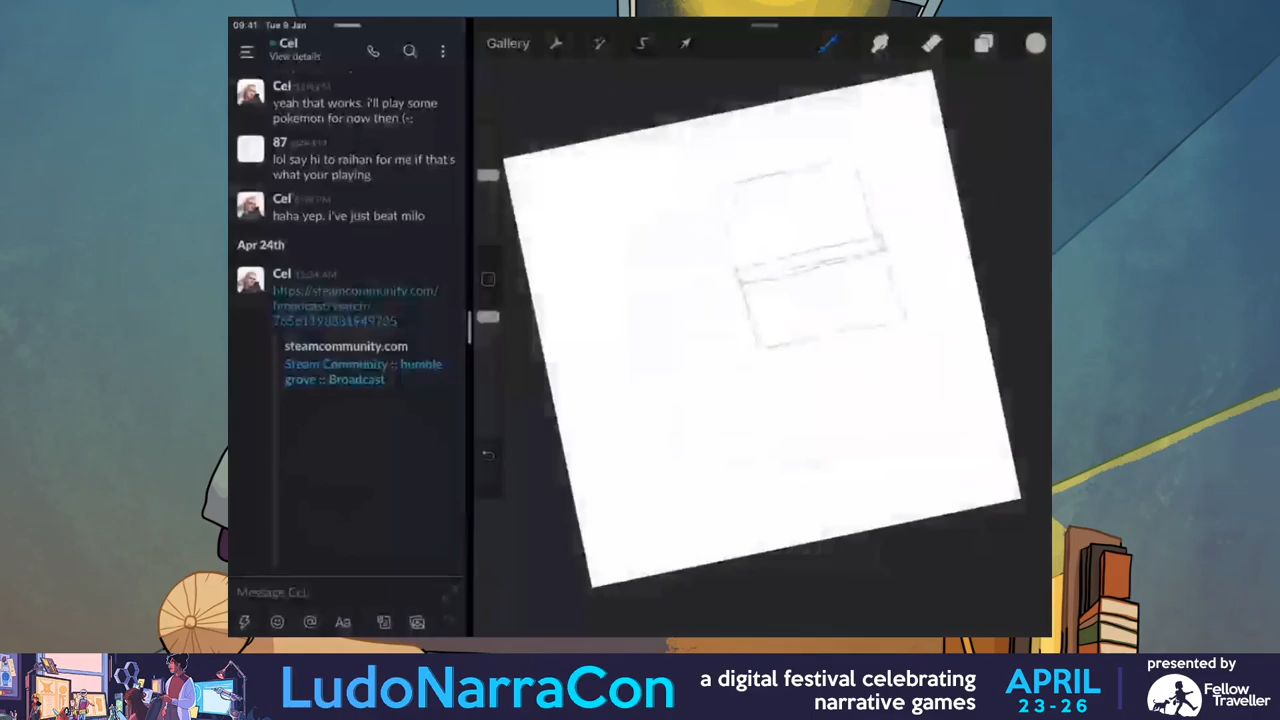 09:41 Tue 9 Jan
Cel
View details
Gallery
Cel
yeah that works. i'll play some
pokemon for now then (-:
87
lol say hi to raihan for me if that's
what your playing
Cel
haha yep. i've just beat milo
Apr 24th
Cel
https://steamcommunity.com/
steamcommunity.com
Steam Community :: humble
grove :: Broadcast
Message Cel
Aa
LudoNarraCon
a digital festival celebrating
narrative games
APRIL
23-26
presented by
Fellow
Traveller